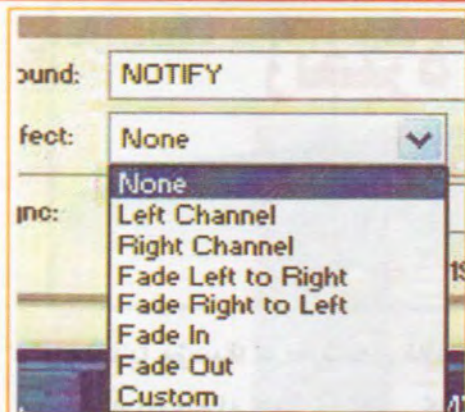 ound: NOTIFY
fect: None
ync:
None
Left Channel
Right Channel
Fade Left to Right
Fade Right to Left
Fade In
Fade Out
Custom